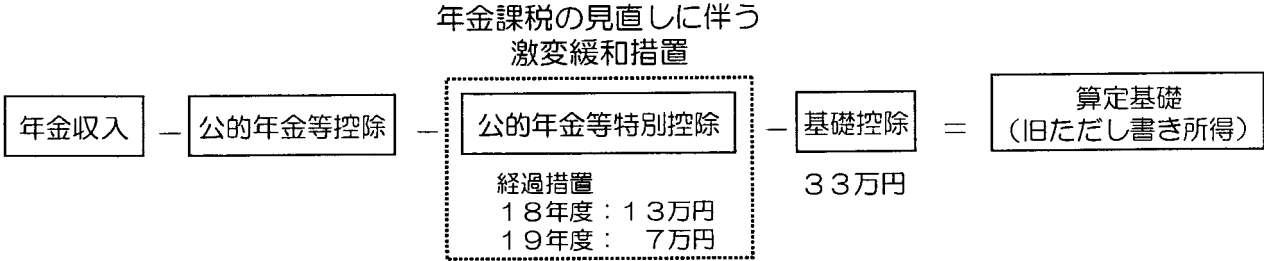 年金課税の見直しに伴う
激変緩和措置
年金収入 － 公的年金等控除 － 公的年金等特別控除 － 基礎控除 ＝ 算定基礎
（旧ただし書き所得）
経過措置
１８年度：１３万円
１９年度：　７万円
３３万円